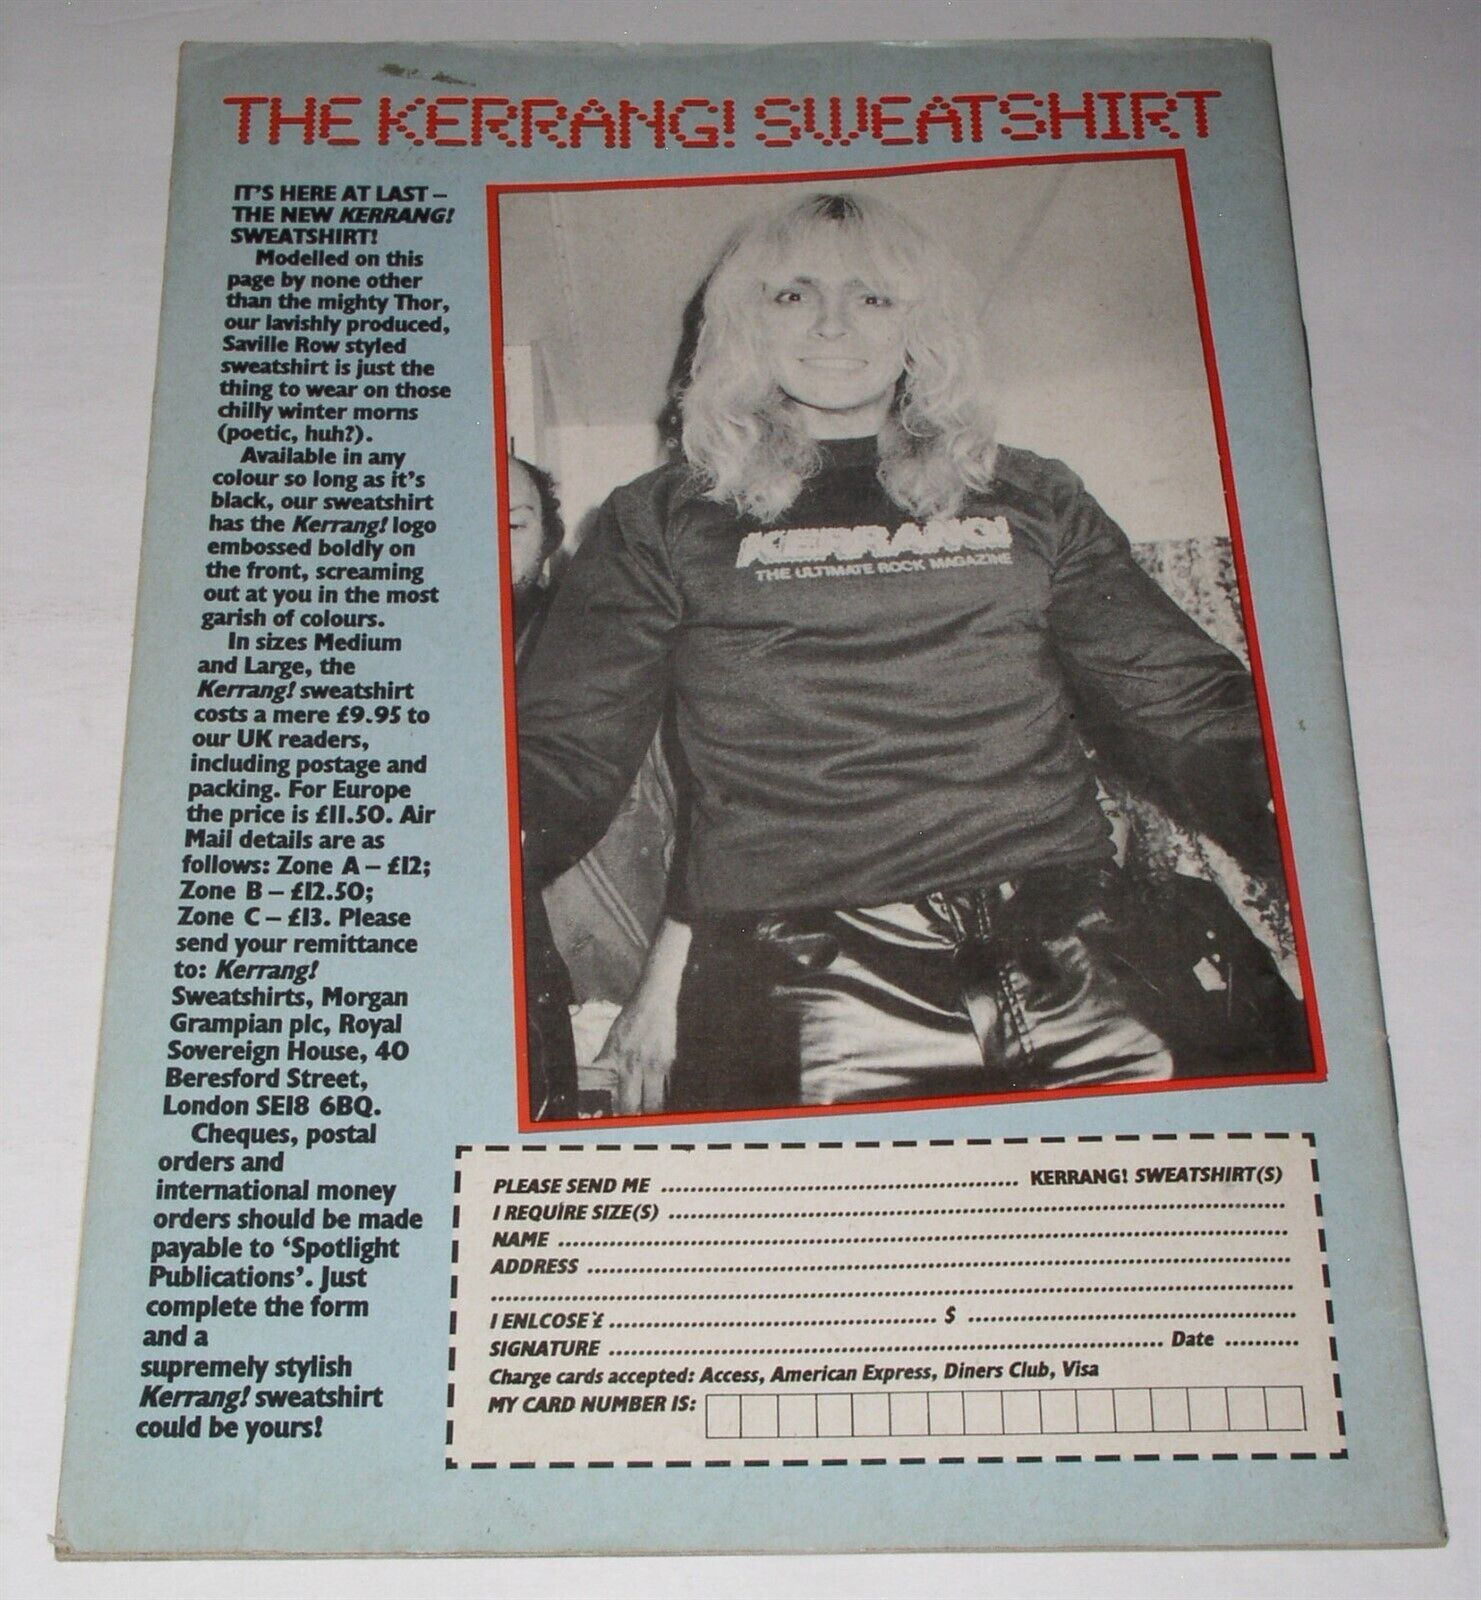 THE KERRANG! SWEATSHIRT
IT'S HERE AT LAST –
THE NEW KERRANG!
SWEATSHIRT!
Modelled on this
page by none other
than the mighty Thor,
our lavishly produced,
Saville Row styled
sweatshirt is just the
thing to wear on those
chilly winter morns
(poetic, huh?).
Available in any
colour so long as it's
black, our sweatshirt
has the Kerrang! logo
embossed boldly on
the front, screaming
out at you in the most
garish of colours.
In sizes Medium
and Large, the
Kerrang! sweatshirt
costs a mere £9.95 to
our UK readers,
including postage and
packing. For Europe
the price is £11.50. Air
Mail details are as
follows: Zone A – £12;
Zone B – £12.50;
Zone C – £13. Please
send your remittance
to: Kerrang!
Sweatshirts, Morgan
Grampian plc, Royal
Sovereign House, 40
Beresford Street,
London SE18 6BQ.
Cheques, postal
orders and
international money
orders should be made
payable to 'Spotlight
Publications'. Just
complete the form
and a
supremely stylish
Kerrang! sweatshirt
could be yours!
KERRANG!
THE ULTIMATE ROCK MAGAZINE
PLEASE SEND ME ........ KERRANG! SWEATSHIRT(S)
I REQUIRE SIZE(S) ........
NAME ........
ADDRESS ........
I ENLCOSE £ ........ $ ........
SIGNATURE ........ Date ........
Charge cards accepted: Access, American Express, Diners Club, Visa
MY CARD NUMBER IS: